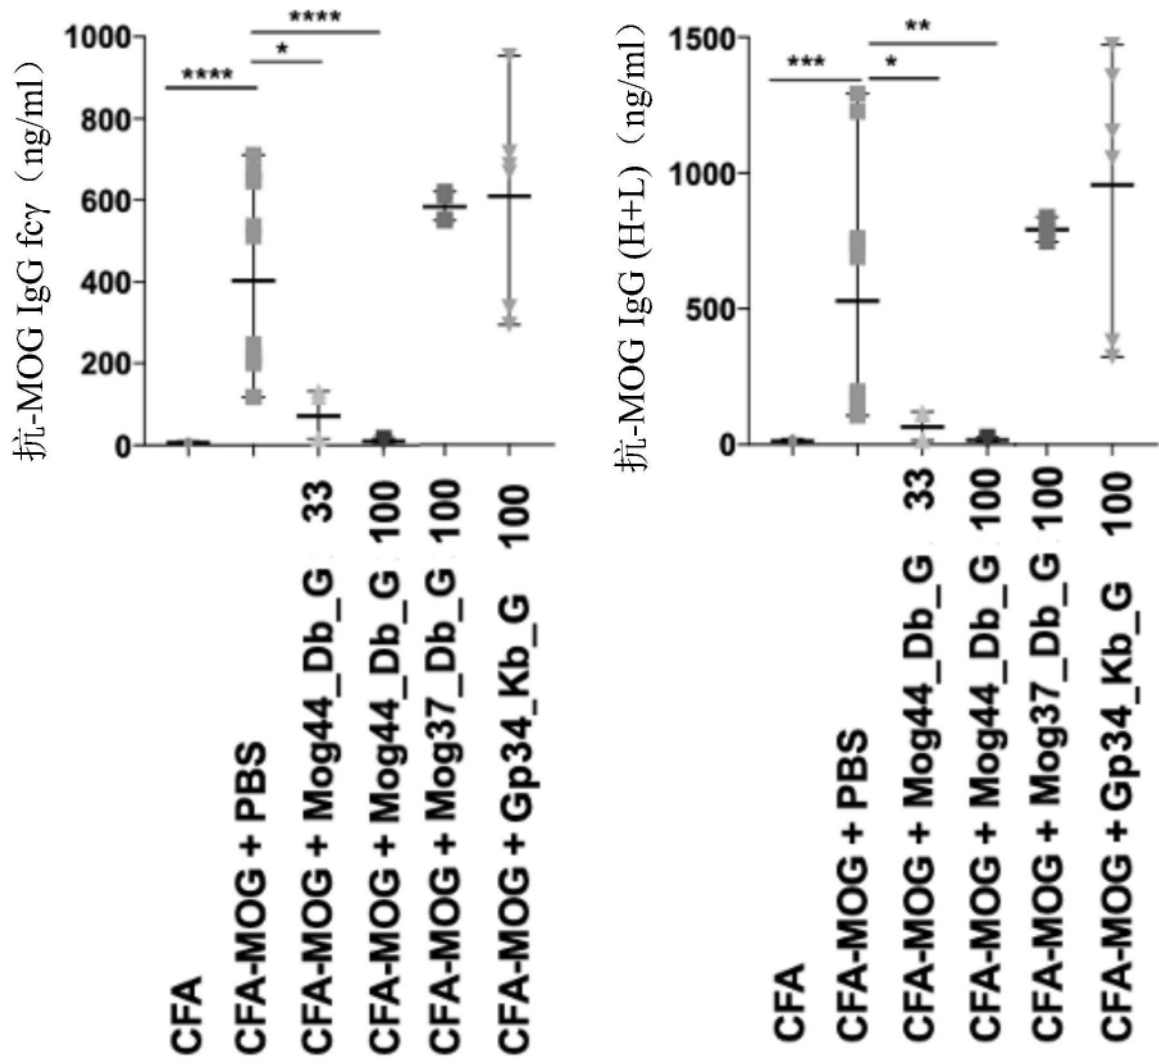 抗-MOG IgG fcγ（ng/ml）
1000
800
600
400
200
0
****
*
****
CFA
CFA-MOG + PBS
CFA-MOG + Mog44_Db_G 33
CFA-MOG + Mog44_Db_G 100
CFA-MOG + Mog37_Db_G 100
CFA-MOG + Gp34_Kb_G 100
抗-MOG IgG (H+L)（ng/ml）
1500
1000
500
0
**
*
***
CFA
CFA-MOG + PBS
CFA-MOG + Mog44_Db_G 33
CFA-MOG + Mog44_Db_G 100
CFA-MOG + Mog37_Db_G 100
CFA-MOG + Gp34_Kb_G 100